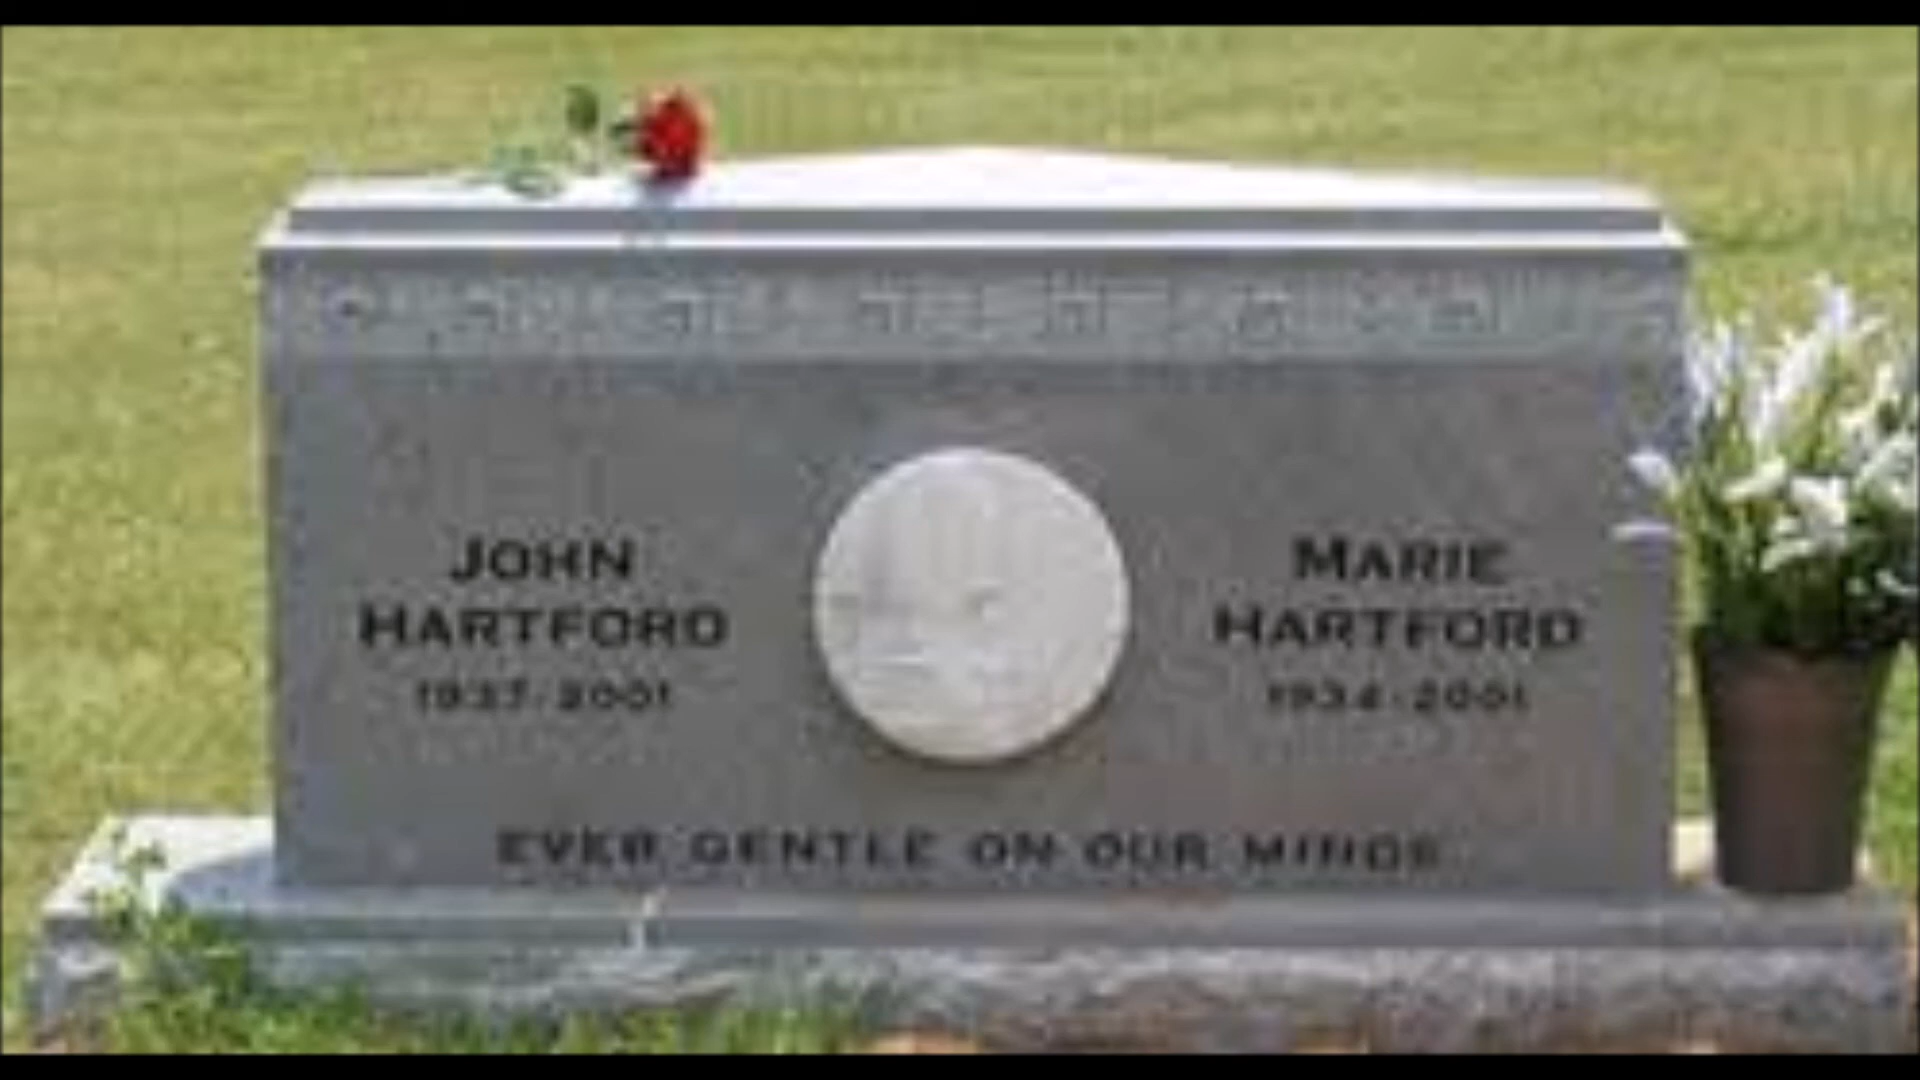 JOHN
HARTFORD
1937-2001
MARIE
HARTFORD
1934-2001
EVER GENTLE ON OUR MINDS